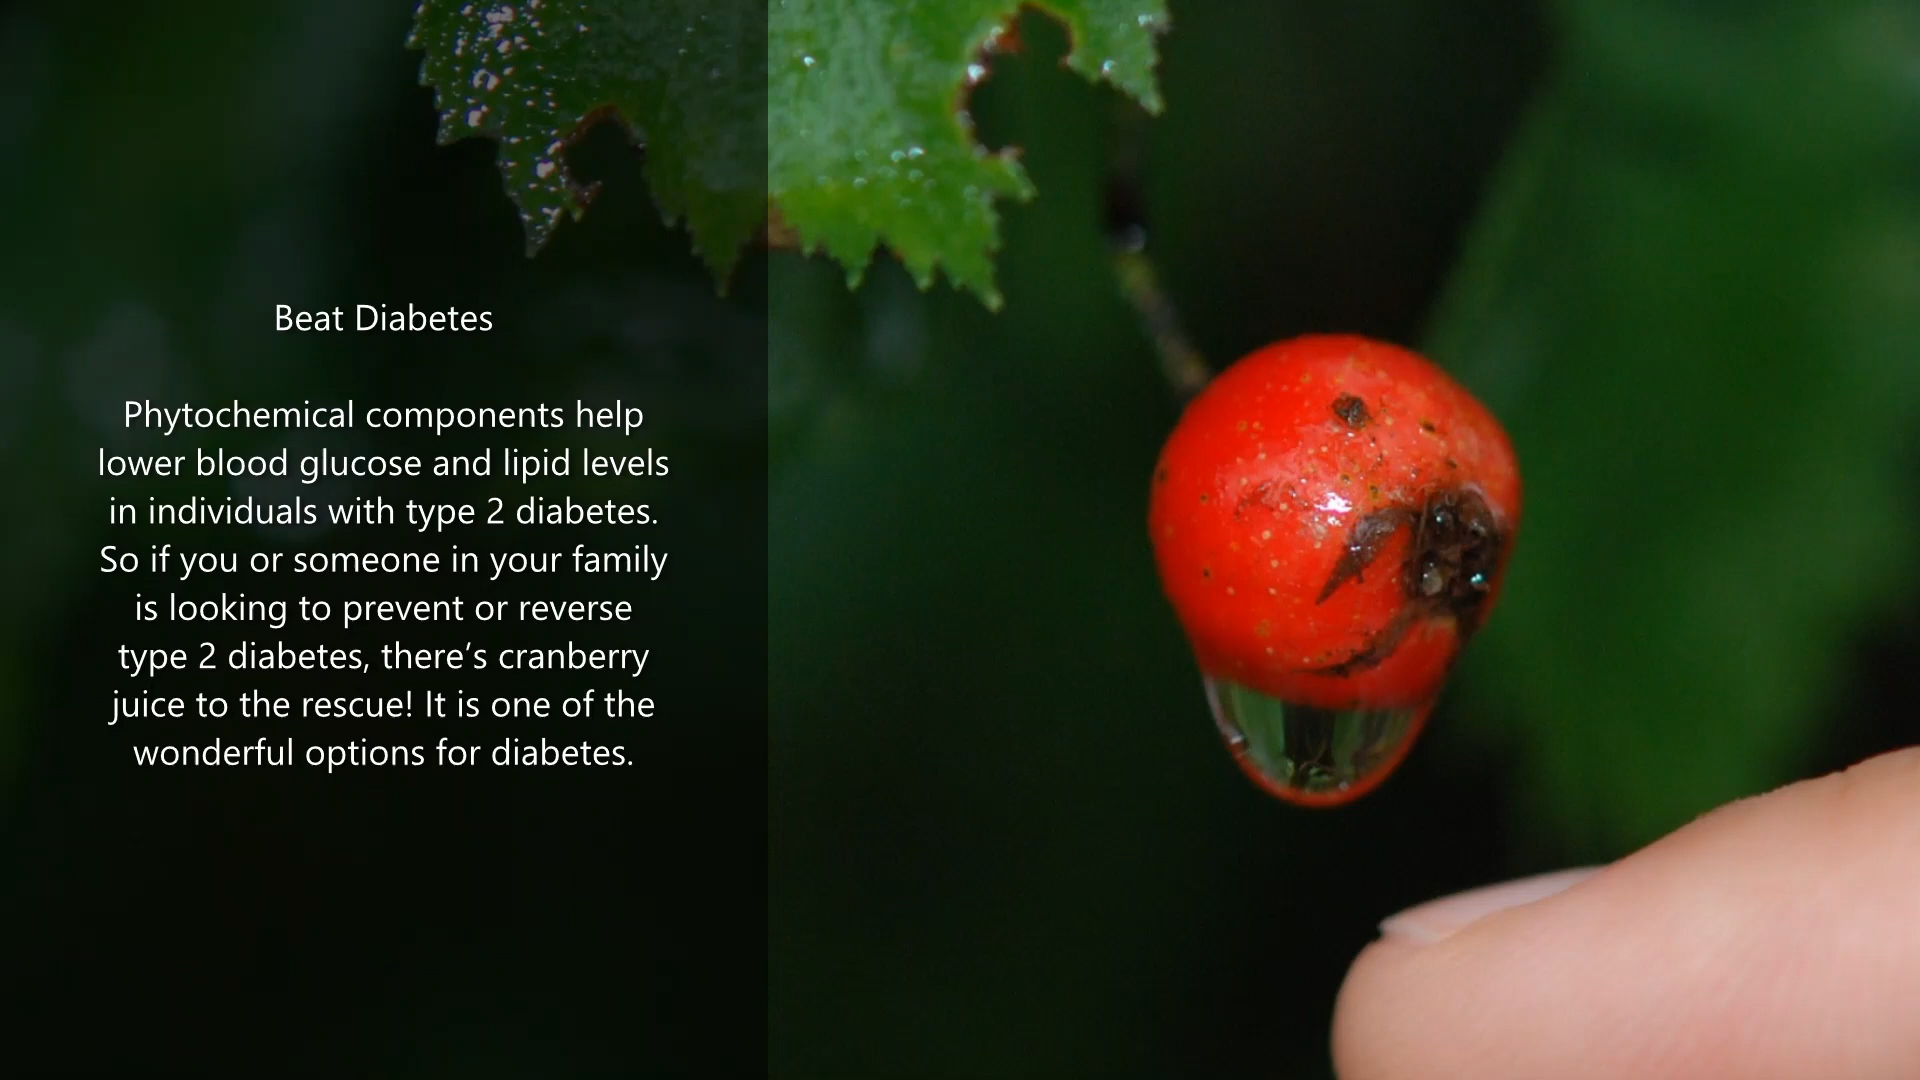 Beat Diabetes
Phytochemical components help
lower blood glucose and lipid levels
in individuals with type 2 diabetes.
So if you or someone in your family
is looking to prevent or reverse
type 2 diabetes, there’s cranberry
juice to the rescue! It is one of the
wonderful options for diabetes.